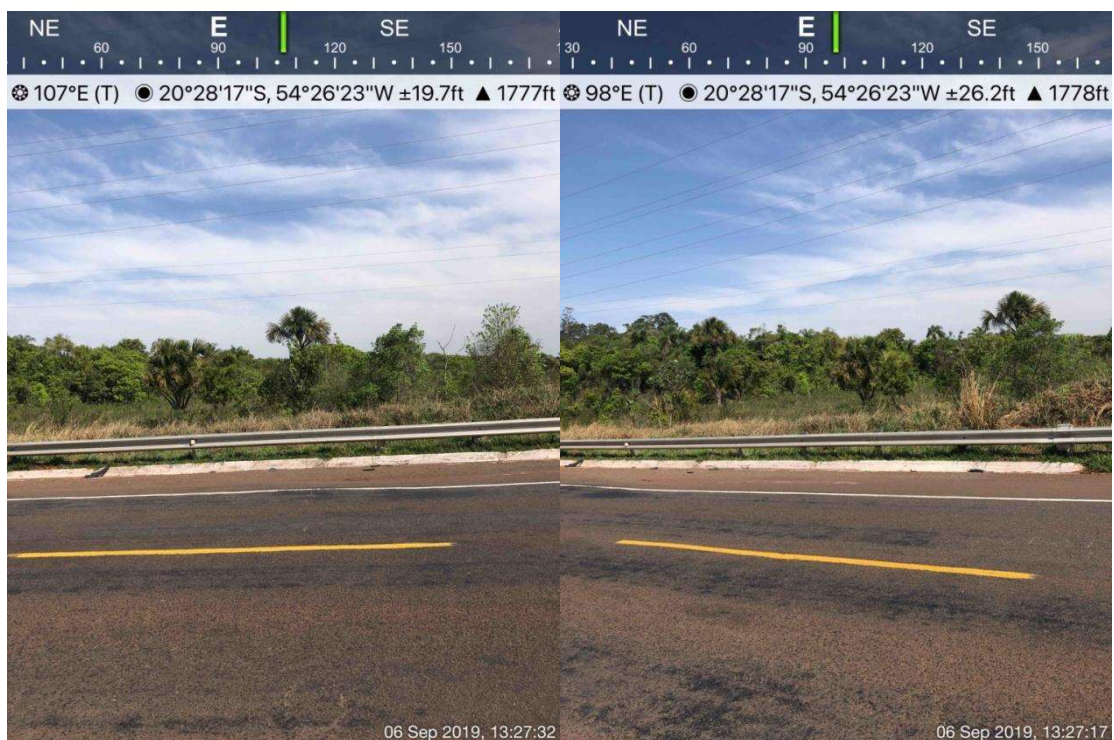 NE E SE
60 90 120 150
107°E (T) 20°28'17"S, 54°26'23"W ±19.7ft ▲ 1777ft
06 Sep 2019, 13:27:32
NE E SE
30 60 90 120 150
98°E (T) 20°28'17"S, 54°26'23"W ±26.2ft ▲ 1778ft
06 Sep 2019, 13:27:17